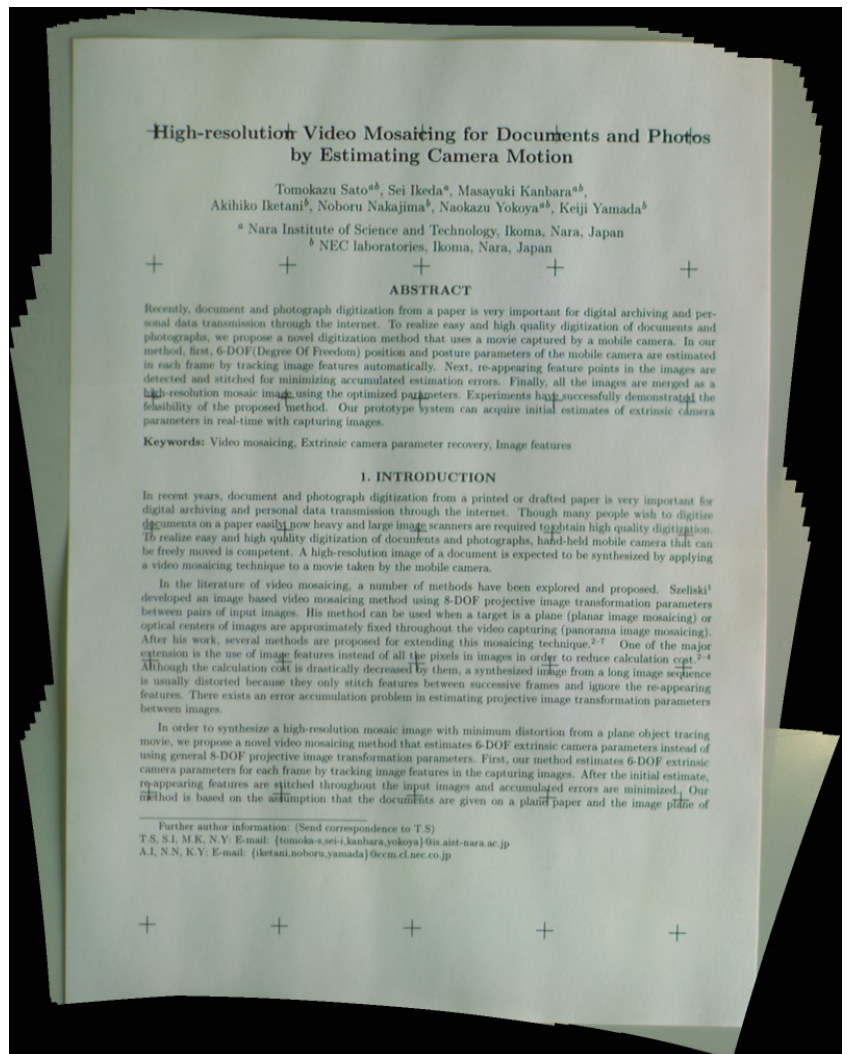 High-resolution Video Mosaicing for Documents and Photos
by Estimating Camera Motion
Tomokazu Satoᵃᵇ, Sei Ikedaᵃ, Masayuki Kanbaraᵃᵇ,
Akihiko Iketaniᵇ, Noboru Nakajimaᵇ, Naokazu Yokoyaᵃᵇ, Keiji Yamadaᵇ
ᵃ Nara Institute of Science and Technology, Ikoma, Nara, Japan
ᵇ NEC laboratories, Ikoma, Nara, Japan
ABSTRACT
Recently, document and photograph digitization from a paper is very important for digital archiving and per-
sonal data transmission through the internet. To realize easy and high quality digitization of documents and
photographs, we propose a novel digitization method that uses a movie captured by a mobile camera. In our
method, first, 6-DOF(Degree Of Freedom) position and posture parameters of the mobile camera are estimated
in each frame by tracking image features automatically. Next, re-appearing feature points in the images are
detected and stitched for minimizing accumulated estimation errors. Finally, all the images are merged as a
high-resolution mosaic image using the optimized parameters. Experiments have successfully demonstrated the
feasibility of the proposed method. Our prototype system can acquire initial estimates of extrinsic camera
parameters in real-time with capturing images.
Keywords: Video mosaicing, Extrinsic camera parameter recovery, Image features
1. INTRODUCTION
In recent years, document and photograph digitization from a printed or drafted paper is very important for
digital archiving and personal data transmission through the internet. Though many people wish to digitize
documents on a paper easily, now heavy and large image scanners are required to obtain high quality digitization.
To realize easy and high quality digitization of documents and photographs, hand-held mobile camera that can
be freely moved is competent. A high-resolution image of a document is expected to be synthesized by applying
a video mosaicing technique to a movie taken by the mobile camera.
In the literature of video mosaicing, a number of methods have been explored and proposed. Szeliski¹
developed an image based video mosaicing method using 8-DOF projective image transformation parameters
between pairs of input images. His method can be used when a target is a plane (planar image mosaicing) or
optical centers of images are approximately fixed throughout the video capturing (panorama image mosaicing).
After his work, several methods are proposed for extending this mosaicing technique.²⁻⁷ One of the major
extension is the use of image features instead of all the pixels in images in order to reduce calculation cost.²⁻⁴
Although the calculation cost is drastically decreased by them, a synthesized image from a long image sequence
is usually distorted because they only stitch features between successive frames and ignore the re-appearing
features. There exists an error accumulation problem in estimating projective image transformation parameters
between images.
In order to synthesize a high-resolution mosaic image with minimum distortion from a plane object tracing
movie, we propose a novel video mosaicing method that estimates 6-DOF extrinsic camera parameters instead of
using general 8-DOF projective image transformation parameters. First, our method estimates 6-DOF extrinsic
camera parameters for each frame by tracking image features in the capturing images. After the initial estimate,
re-appearing features are stitched throughout the input images and accumulated errors are minimized. Our
method is based on the assumption that the documents are given on a planer paper and the image plane of
Further author information: (Send correspondence to T.S)
T.S, S.I, M.K, N.Y: E-mail: {tomoka-s,sei-i,kanbara,yokoya}@is.aist-nara.ac.jp
A.I, N.N, K.Y: E-mail: {iketani,noboru,yamada}@ccm.cl.nec.co.jp